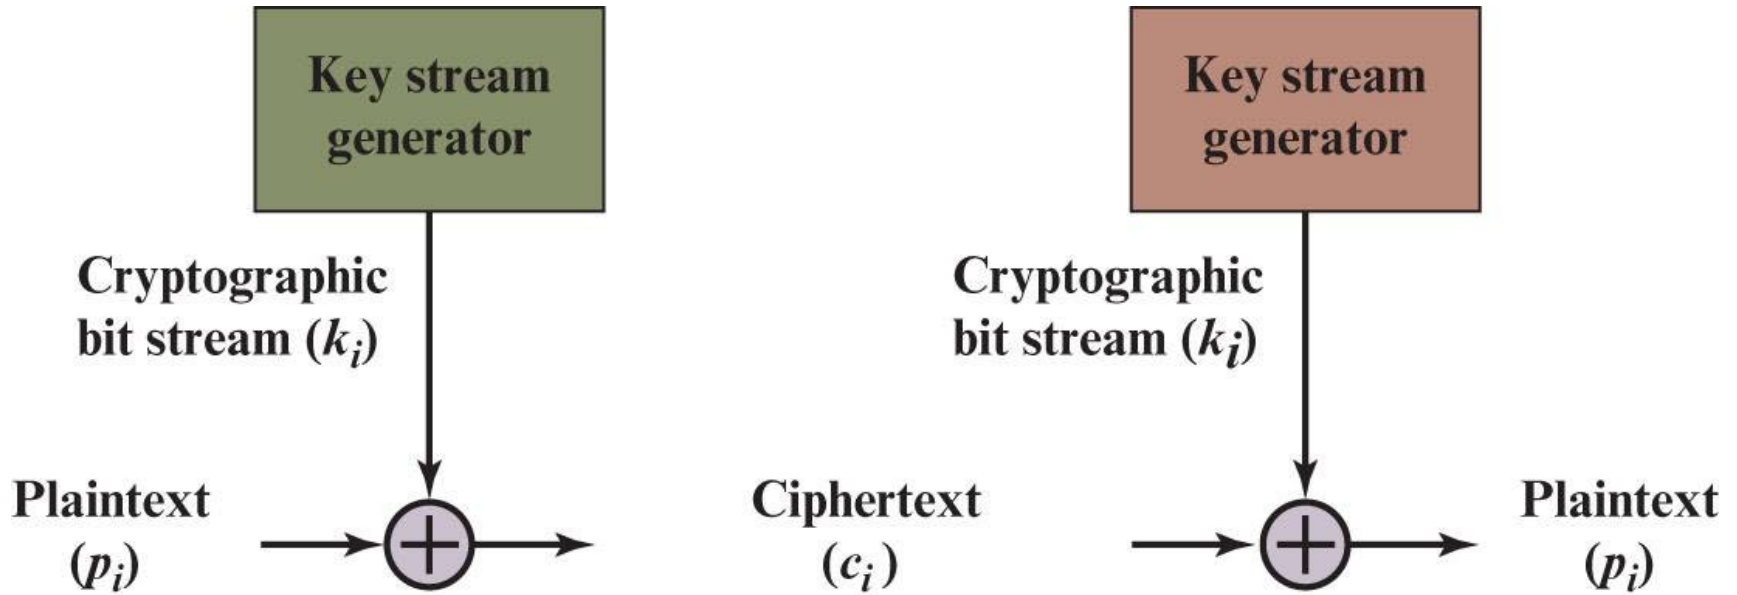 Key stream
generator
Cryptographic
bit stream (kᵢ)
Plaintext
(pᵢ)
Ciphertext
(cᵢ)
Key stream
generator
Cryptographic
bit stream (kᵢ)
Plaintext
(pᵢ)